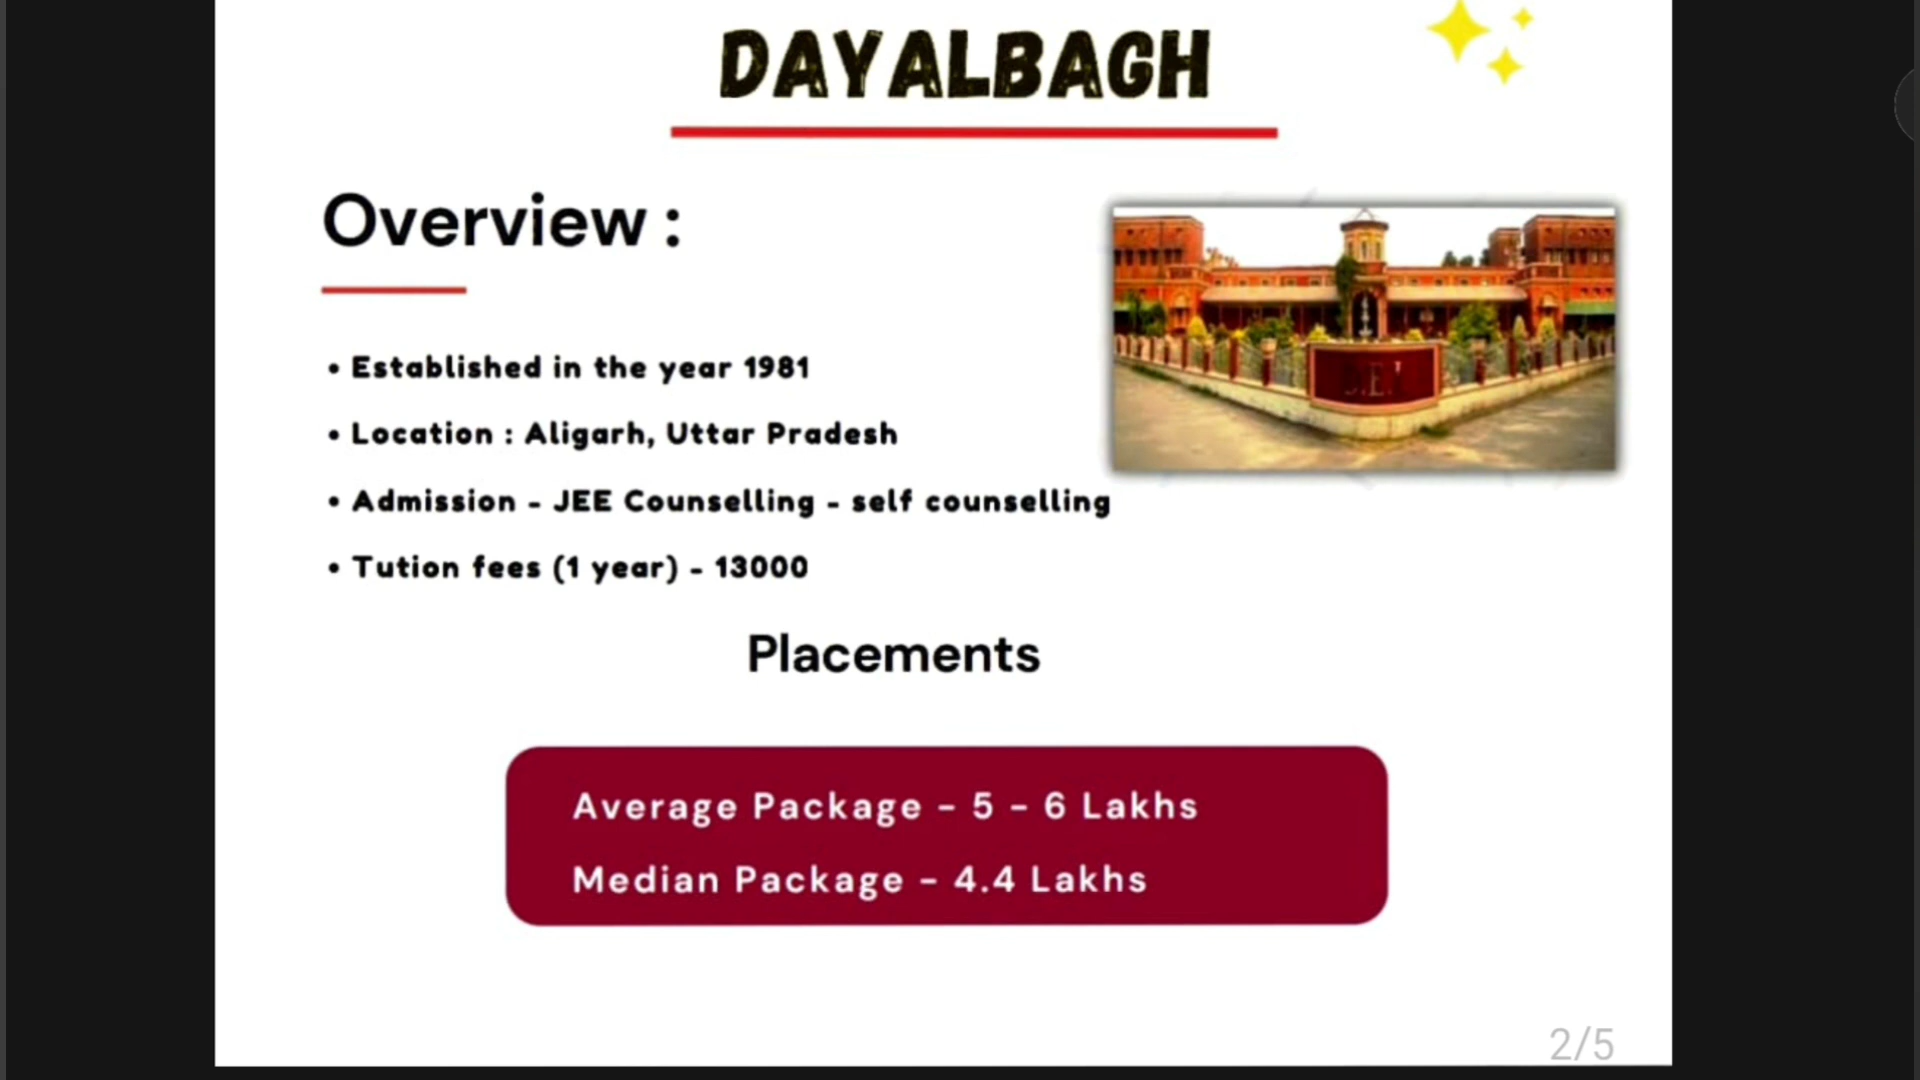 DAYALBAGH
Overview :
• Established in the year 1981
• Location : Aligarh, Uttar Pradesh
• Admission - JEE Counselling - self counselling
• Tution fees (1 year) - 13000
Placements
Average Package - 5 - 6 Lakhs
Median Package - 4.4 Lakhs
2/5